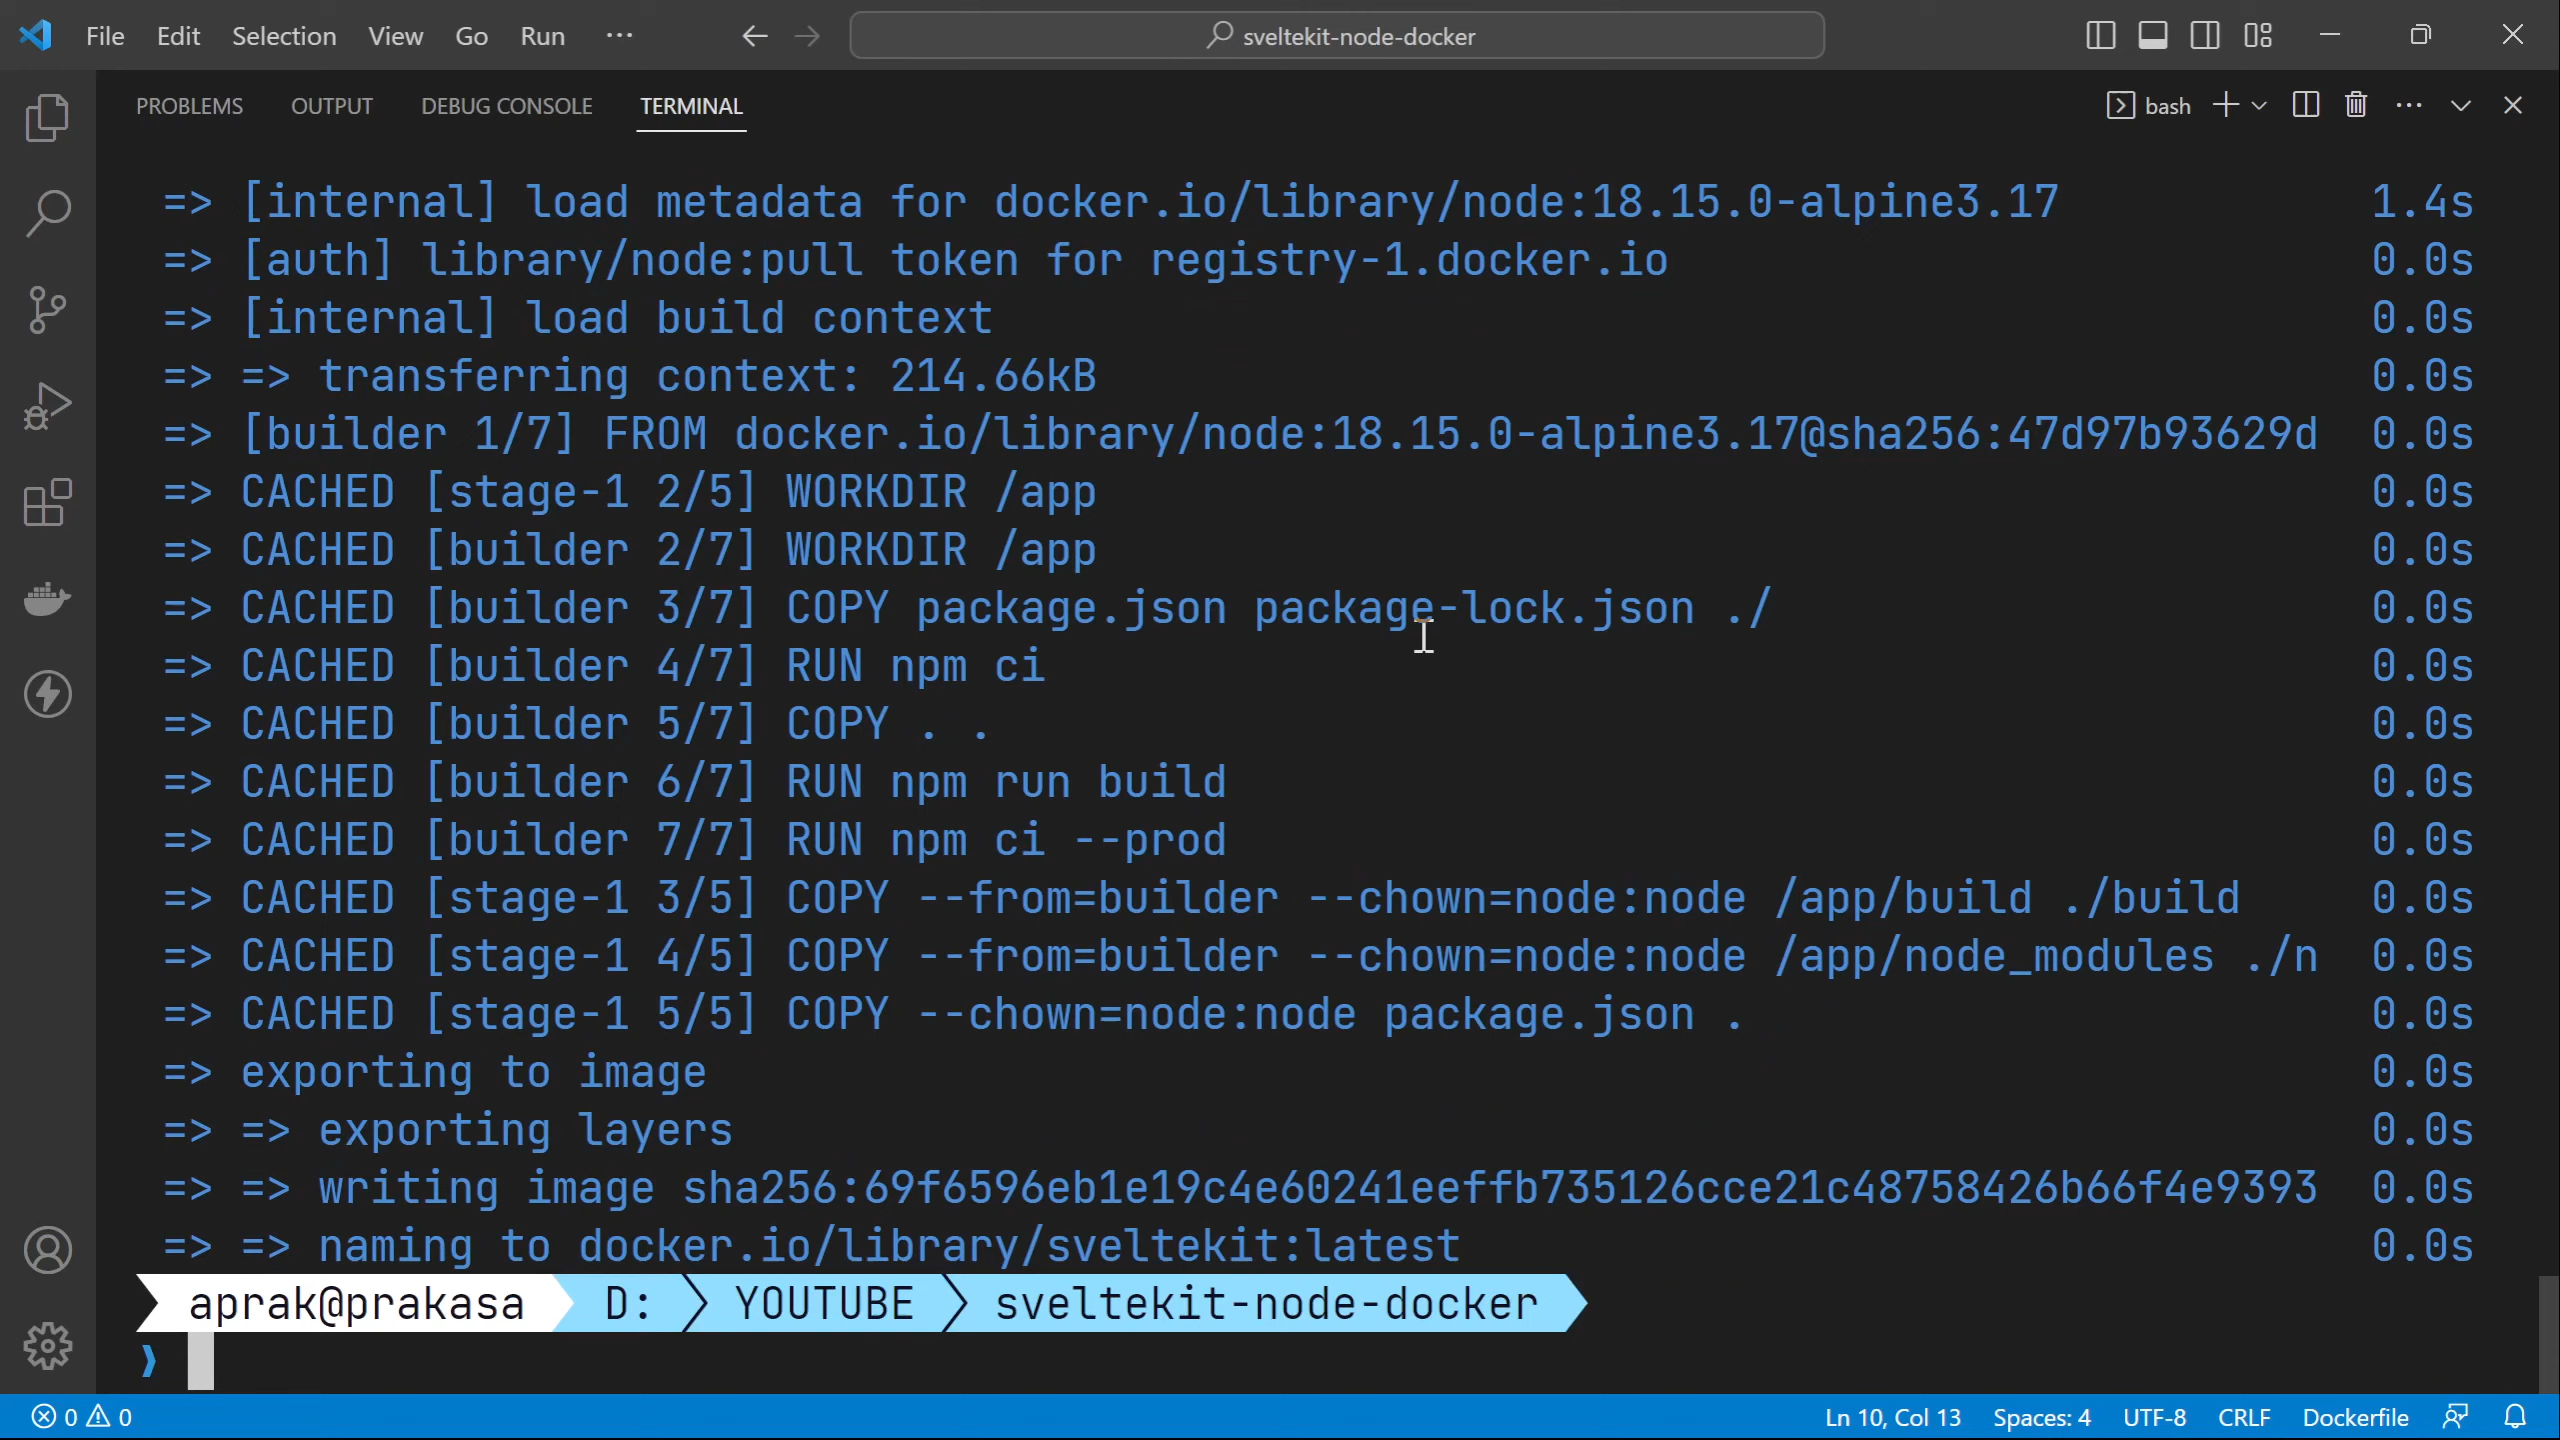 File Edit Selection View Go Run ··· sveltekit-node-docker
PROBLEMS OUTPUT DEBUG CONSOLE TERMINAL bash
=> [internal] load metadata for docker.io/library/node:18.15.0-alpine3.17 1.4s
=> [auth] library/node:pull token for registry-1.docker.io 0.0s
=> [internal] load build context 0.0s
=> => transferring context: 214.66kB 0.0s
=> [builder 1/7] FROM docker.io/library/node:18.15.0-alpine3.17@sha256:47d97b93629d 0.0s
=> CACHED [stage-1 2/5] WORKDIR /app 0.0s
=> CACHED [builder 2/7] WORKDIR /app 0.0s
=> CACHED [builder 3/7] COPY package.json package-lock.json ./ 0.0s
=> CACHED [builder 4/7] RUN npm ci 0.0s
=> CACHED [builder 5/7] COPY . . 0.0s
=> CACHED [builder 6/7] RUN npm run build 0.0s
=> CACHED [builder 7/7] RUN npm ci --prod 0.0s
=> CACHED [stage-1 3/5] COPY --from=builder --chown=node:node /app/build ./build 0.0s
=> CACHED [stage-1 4/5] COPY --from=builder --chown=node:node /app/node_modules ./n 0.0s
=> CACHED [stage-1 5/5] COPY --chown=node:node package.json . 0.0s
=> exporting to image 0.0s
=> => exporting layers 0.0s
=> => writing image sha256:69f6596eb1e19c4e60241eeffb735126cce21c48758426b66f4e9393 0.0s
=> => naming to docker.io/library/sveltekit:latest 0.0s
aprak@prakasa D: YOUTUBE sveltekit-node-docker
❯
0 0 Ln 10, Col 13 Spaces: 4 UTF-8 CRLF Dockerfile